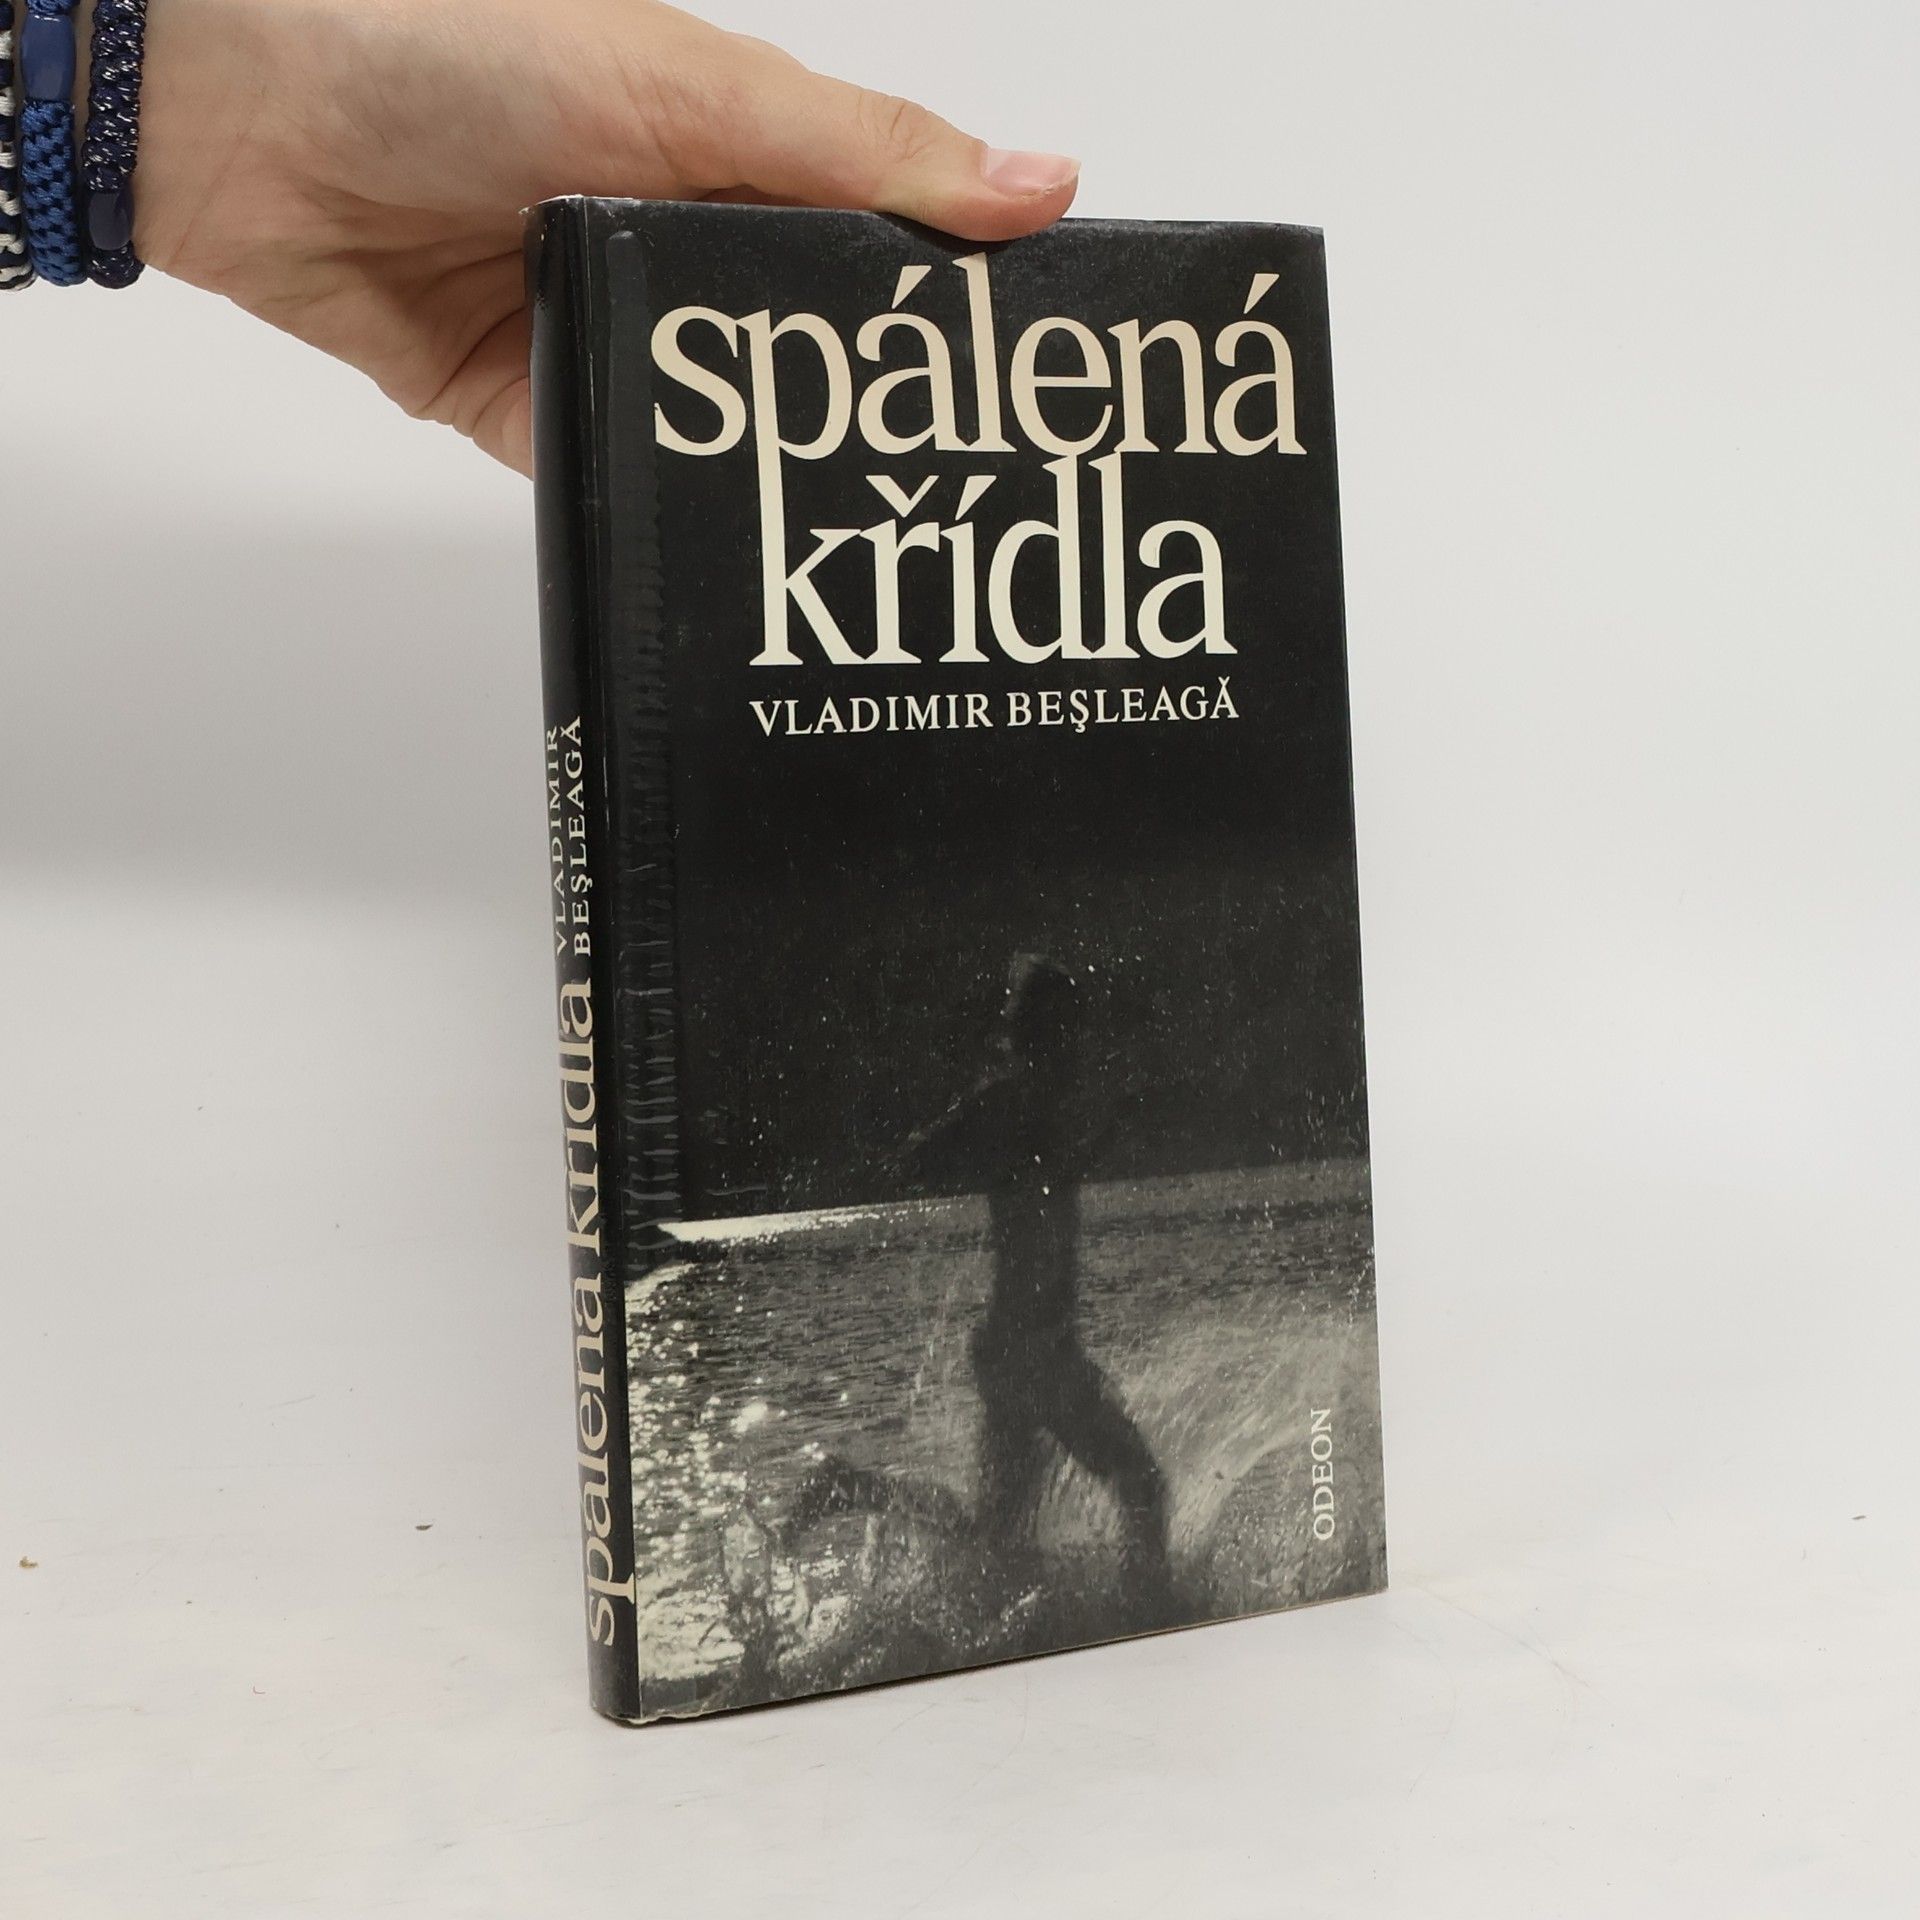 spálená
křídla
VLADIMIR BEŞLEAGĂ
ODEON
spálená křídla VLADIMIR
BEŞLEAGĂ